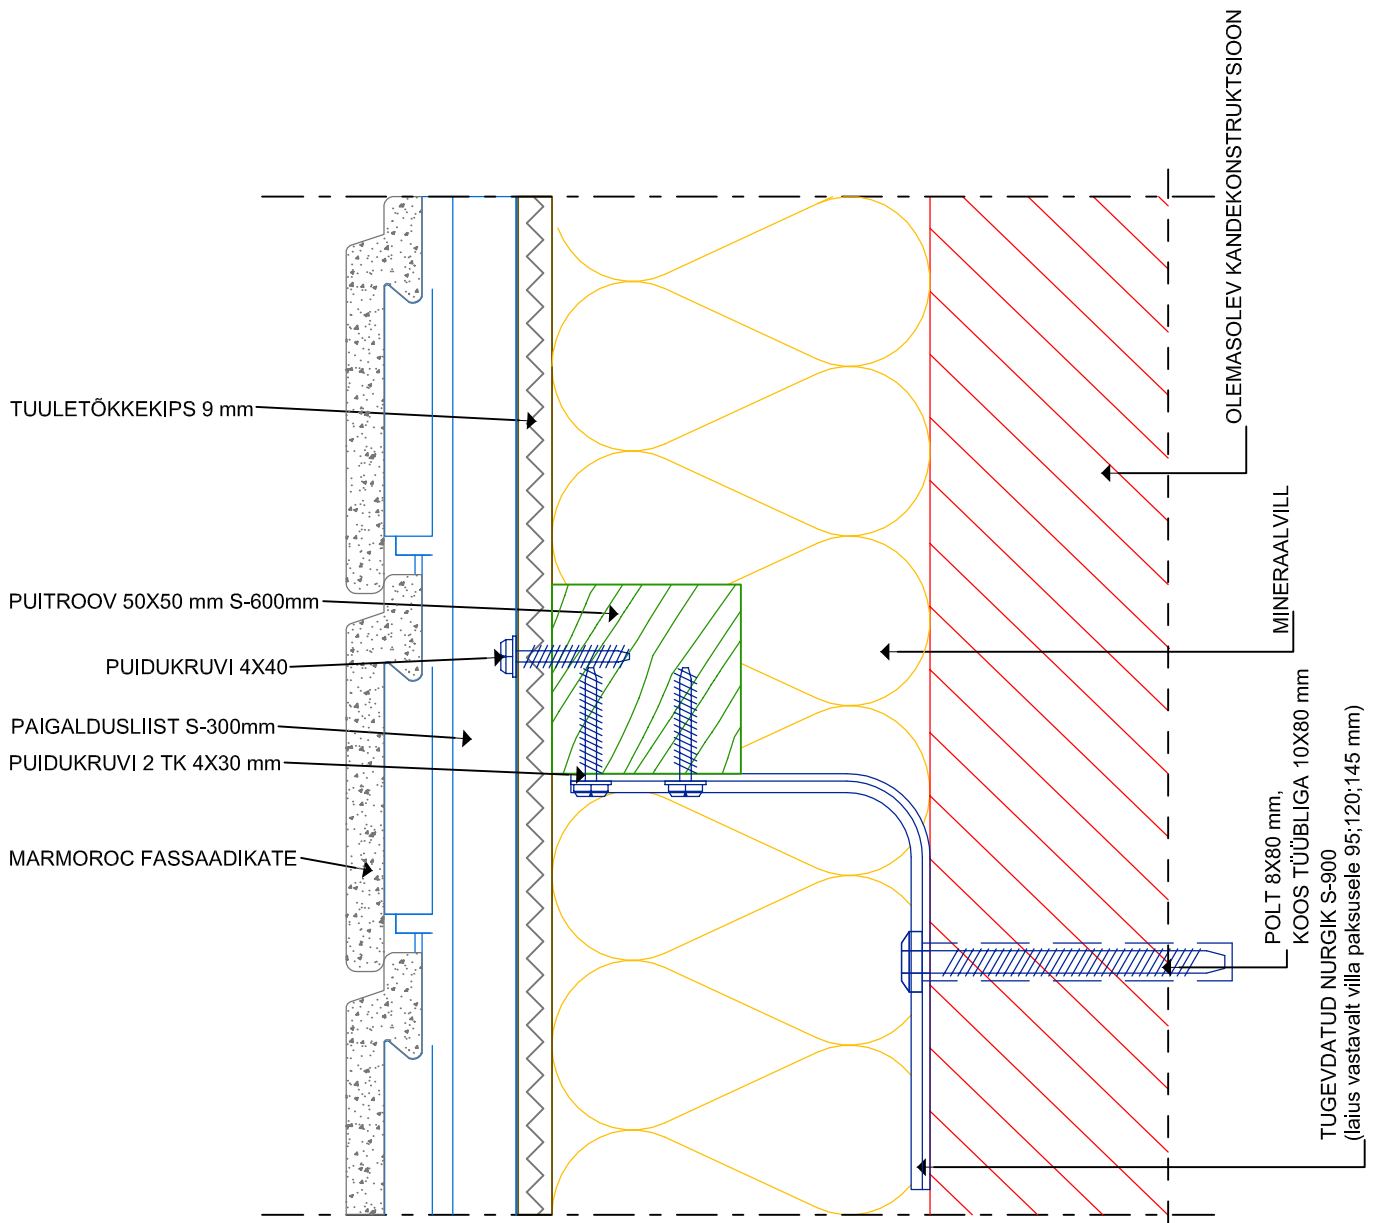 TUULETÕKKEKIPS 9 mm
PUITROOV 50X50 mm S-600mm
PUIDUKRUVI 4X40
PAIGALDUSLIIST S-300mm
PUIDUKRUVI 2 TK 4X30 mm
MARMOROC FASSAADIKATE
OLEMASOLEV KANDEKONSTRUKTSIOON
MINERAALVILL
POLT 8X80 mm,
KOOS TÜÜBLIGA 10X80 mm
TUGEVDATUD NURGIK S-900
(laius vastavalt villa paksusele 95;120;145 mm)